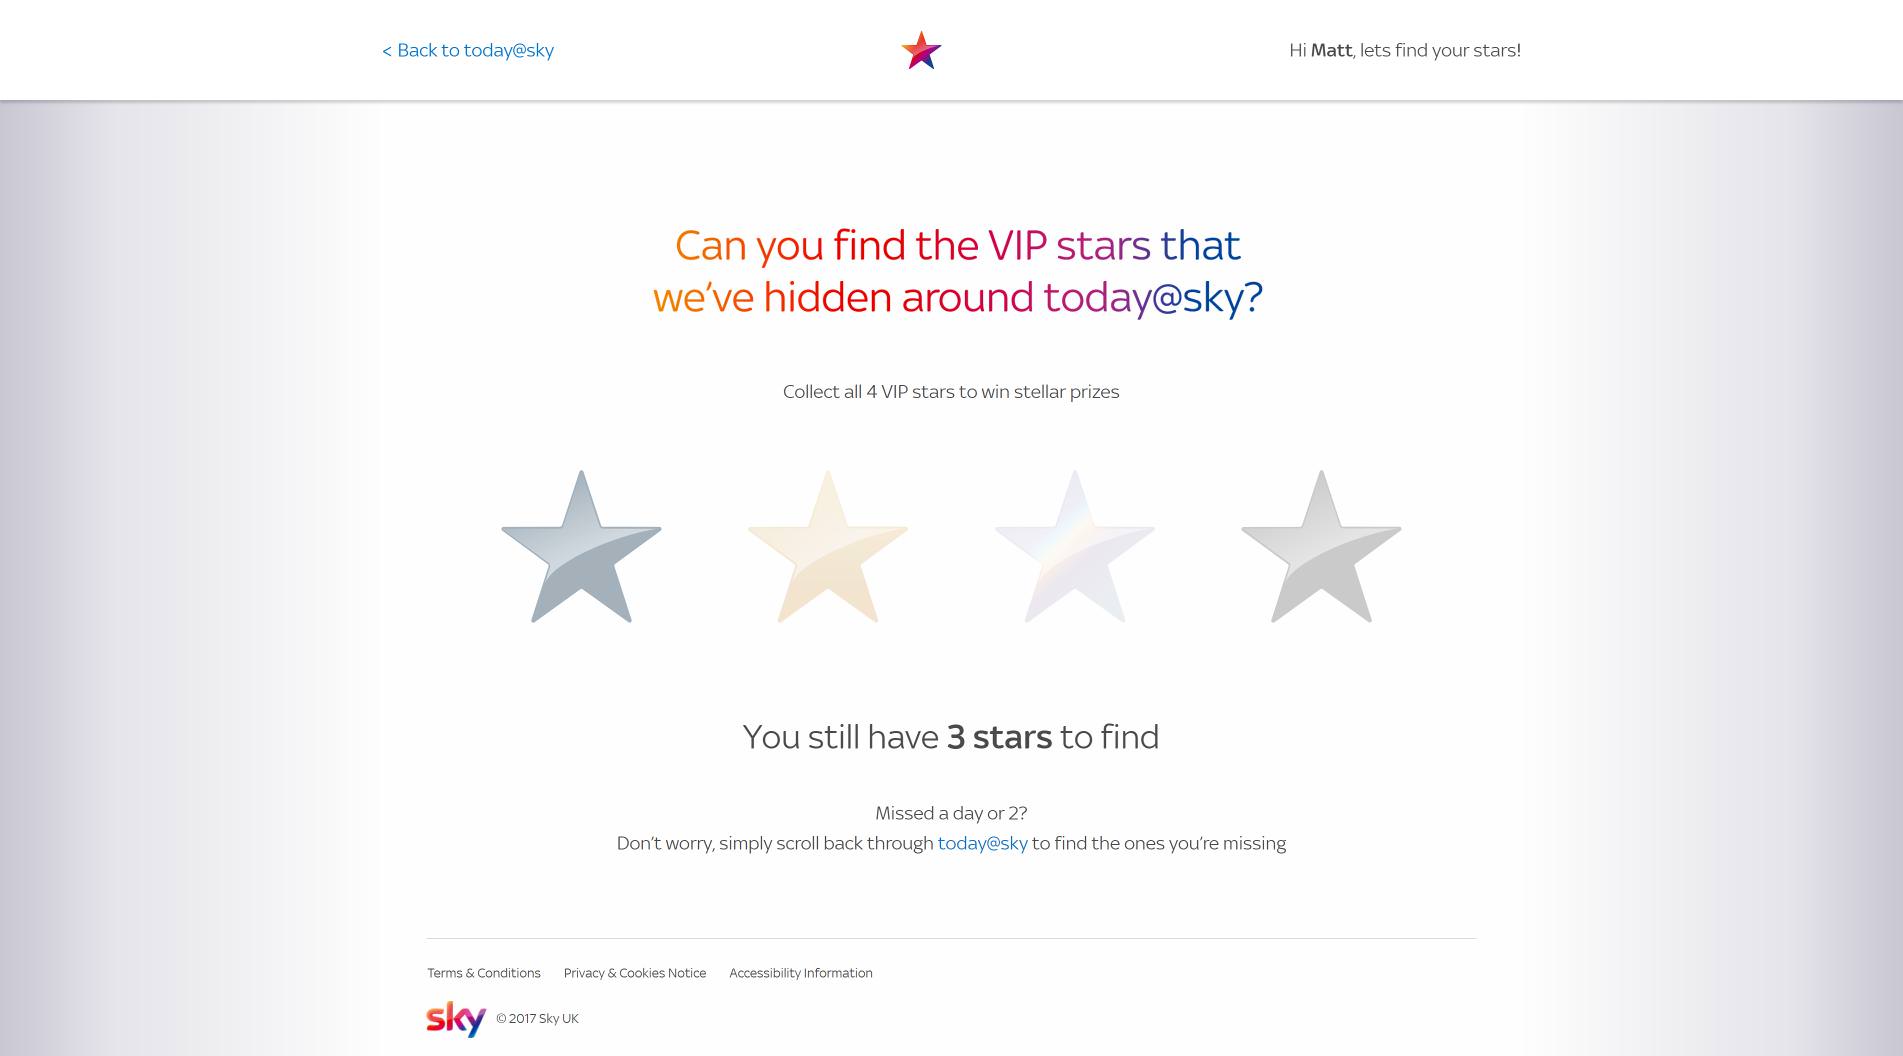 < Back to today@sky
Hi Matt, lets find your stars!
Can you find the VIP stars that
we've hidden around today@sky?
Collect all 4 VIP stars to win stellar prizes
You still have 3 stars to find
Missed a day or 2?
Don't worry, simply scroll back through today@sky to find the ones you're missing
Terms & Conditions Privacy & Cookies Notice Accessibility Information
sky © 2017 Sky UK